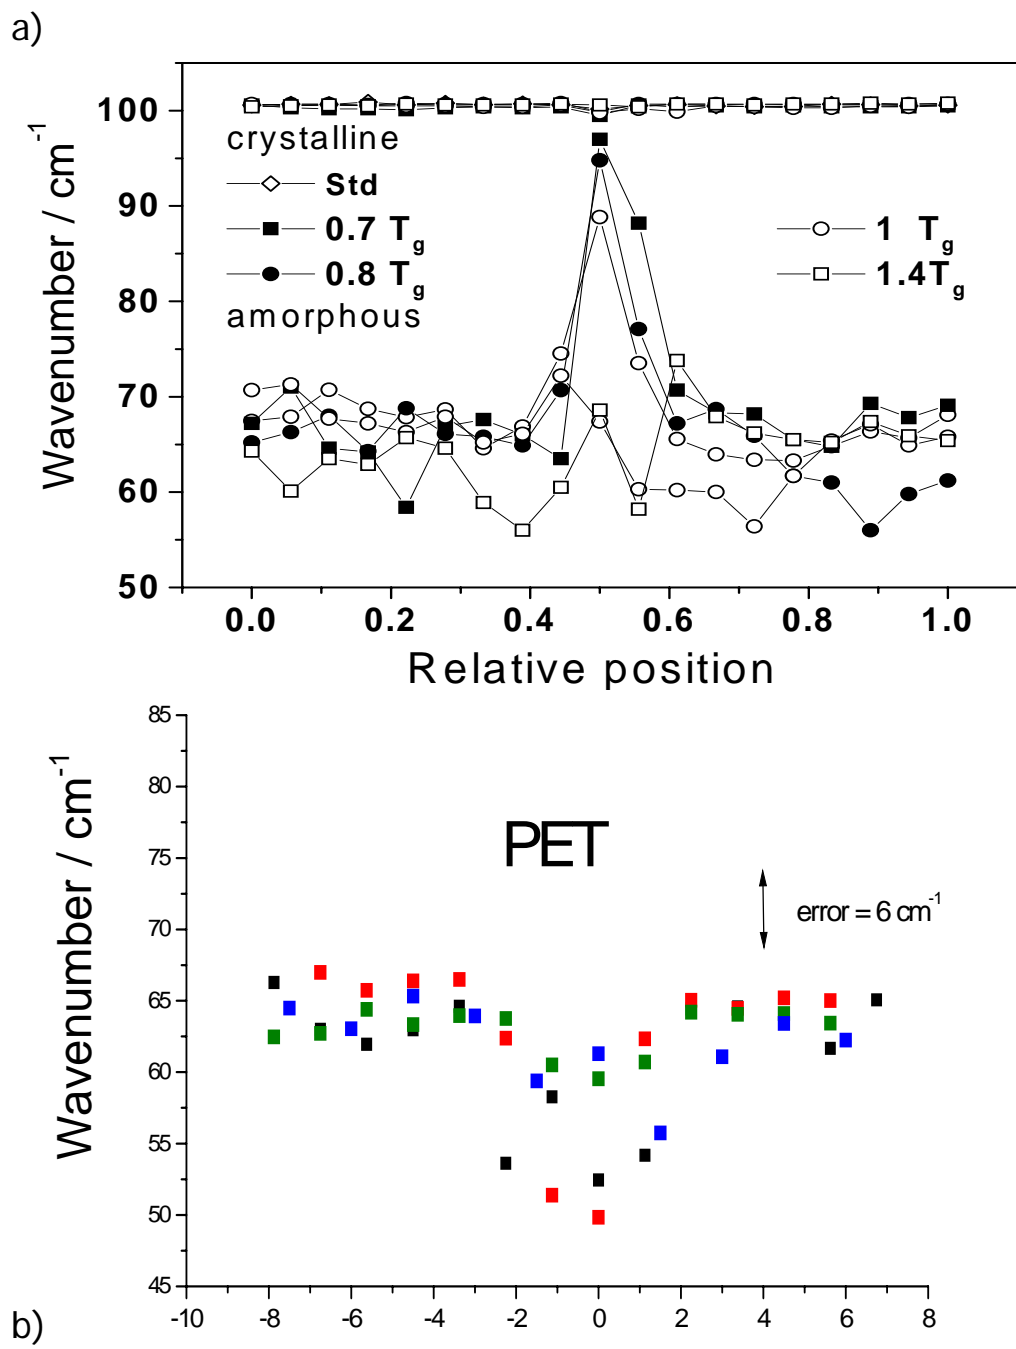 a)
Wavenumber / cm-1
100
90
80
70
60
50
crystalline
Std
0.7 Tg
0.8 Tg
amorphous
1 Tg
1.4Tg
0.0 0.2 0.4 0.6 0.8 1.0
Relative position
Wavenumber / cm-1
85
80
75
70
65
60
55
50
45
PET
error = 6 cm-1
-10 -8 -6 -4 -2 0 2 4 6 8
b)